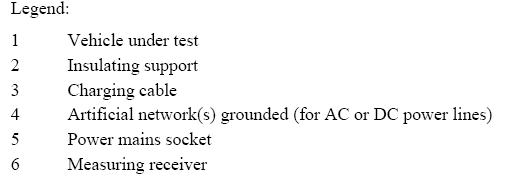 Legend:
1 Vehicle under test
2 Insulating support
3 Charging cable
4 Artificial network(s) grounded (for AC or DC power lines)
5 Power mains socket
6 Measuring receiver